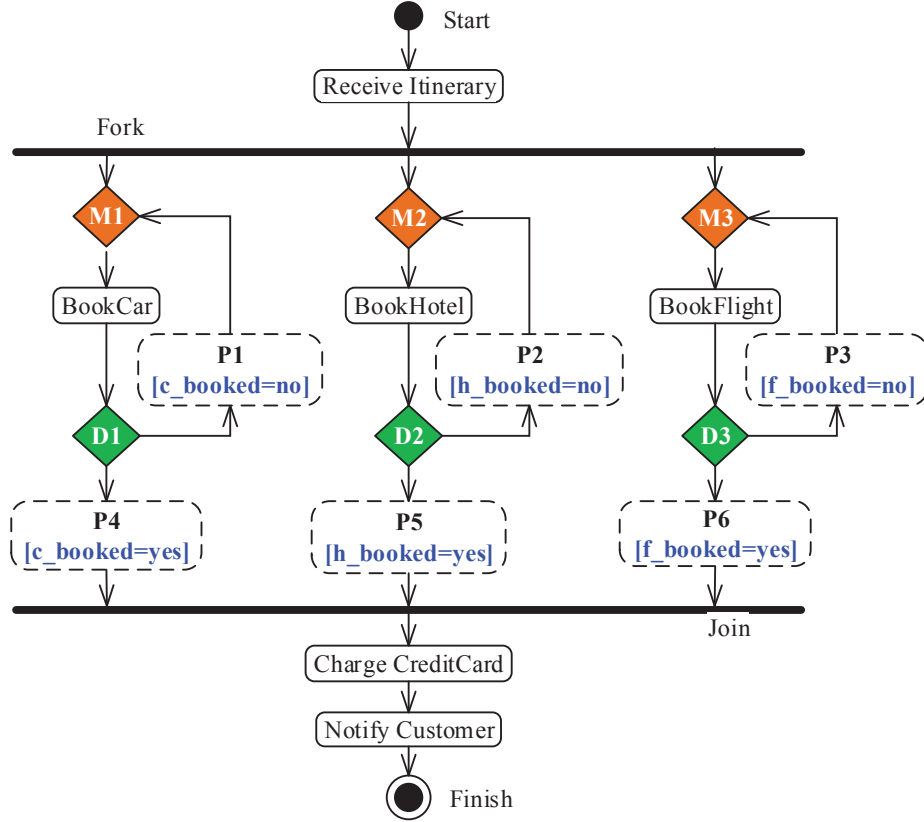 Start
Receive Itinerary
Fork
M1
M2
M3
BookCar
BookHotel
BookFlight
P1
[c_booked=no]
P2
[h_booked=no]
P3
[f_booked=no]
D1
D2
D3
P4
[c_booked=yes]
P5
[h_booked=yes]
P6
[f_booked=yes]
Join
Charge CreditCard
Notify Customer
Finish